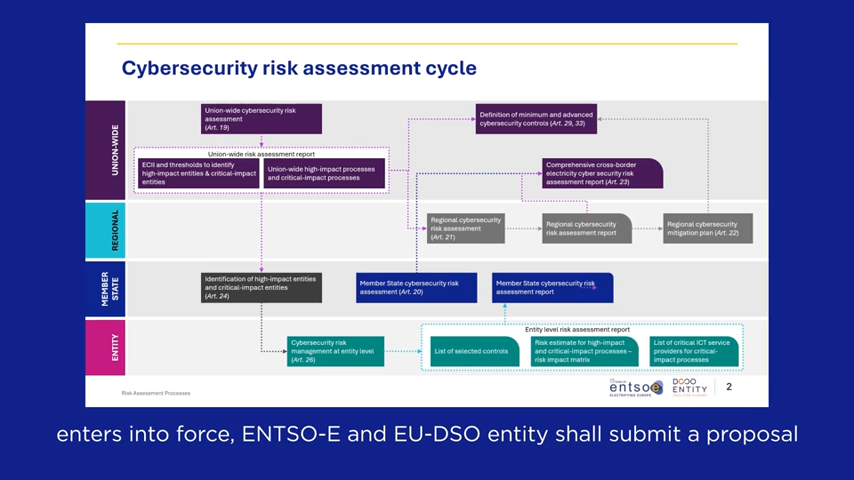 Cybersecurity risk assessment cycle
UNION-WIDE
Union-wide cybersecurity risk
assessment
(Art. 19)
Definition of minimum and advanced
cybersecurity controls (Art. 29, 33)
Union-wide risk assessment report
ECII and thresholds to identify
high-impact entities & critical-impact
entities
Union-wide high-impact processes
and critical-impact processes
Comprehensive cross-border
electricity cyber security risk
assessment report (Art. 23)
REGIONAL
Regional cybersecurity
risk assessment
(Art. 21)
Regional cybersecurity
risk assessment report
Regional cybersecurity
mitigation plan (Art. 22)
MEMBER
STATE
Identification of high-impact entities
and critical-impact entities
(Art. 24)
Member State cybersecurity risk
assessment (Art. 20)
Member State cybersecurity risk
assessment report
ENTITY
Cybersecurity risk
management at entity level
(Art. 26)
Entity level risk assessment report
List of selected controls
Risk estimate for high-impact
and critical-impact processes –
risk impact matrix
List of critical ICT service
providers for critical-
impact processes
Risk Assessment Processes
entsoe
ELECTRIFYING EUROPE
ENTITY
2
enters into force, ENTSO-E and EU-DSO entity shall submit a proposal